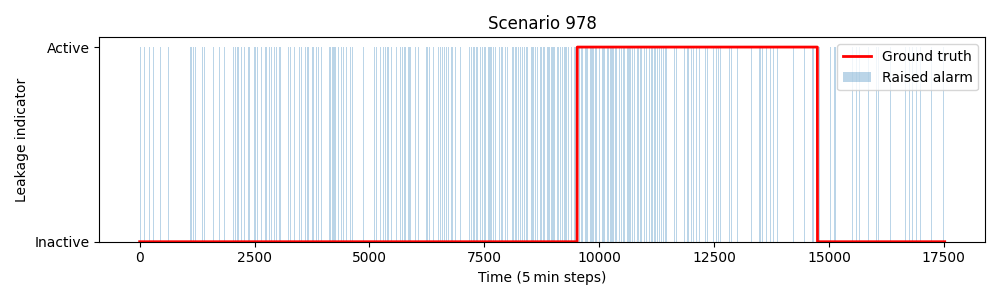 Scenario 978
Active
Inactive
Leakage indicator
Ground truth
Raised alarm
0 2500 5000 7500 10000 12500 15000 17500
Time (5 min steps)